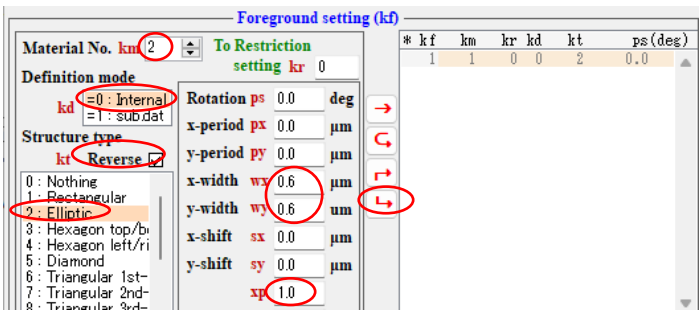 Foreground setting (kf)
Material No. km 2
To Restriction
setting kr 0
Definition mode
kd =0 : Internal
=1 : sub.dat
Structure type
kt Reverse
0 : Nothing
1 : Rectangular
2 : Elliptic
3 : Hexagon top/b
4 : Hexagon left/ri
5 : Diamond
6 : Triangular 1st-
7 : Triangular 2nd-
8 : Triangular 3rd-
Rotation ps 0.0 deg
x-period px 0.0 μm
y-period py 0.0 μm
x-width wx 0.6 μm
y-width wy 0.6 um
x-shift sx 0.0 μm
y-shift sy 0.0 μm
xp 1.0
* kf km kr kd kt ps(deg)
1 1 0 0 2 0.0